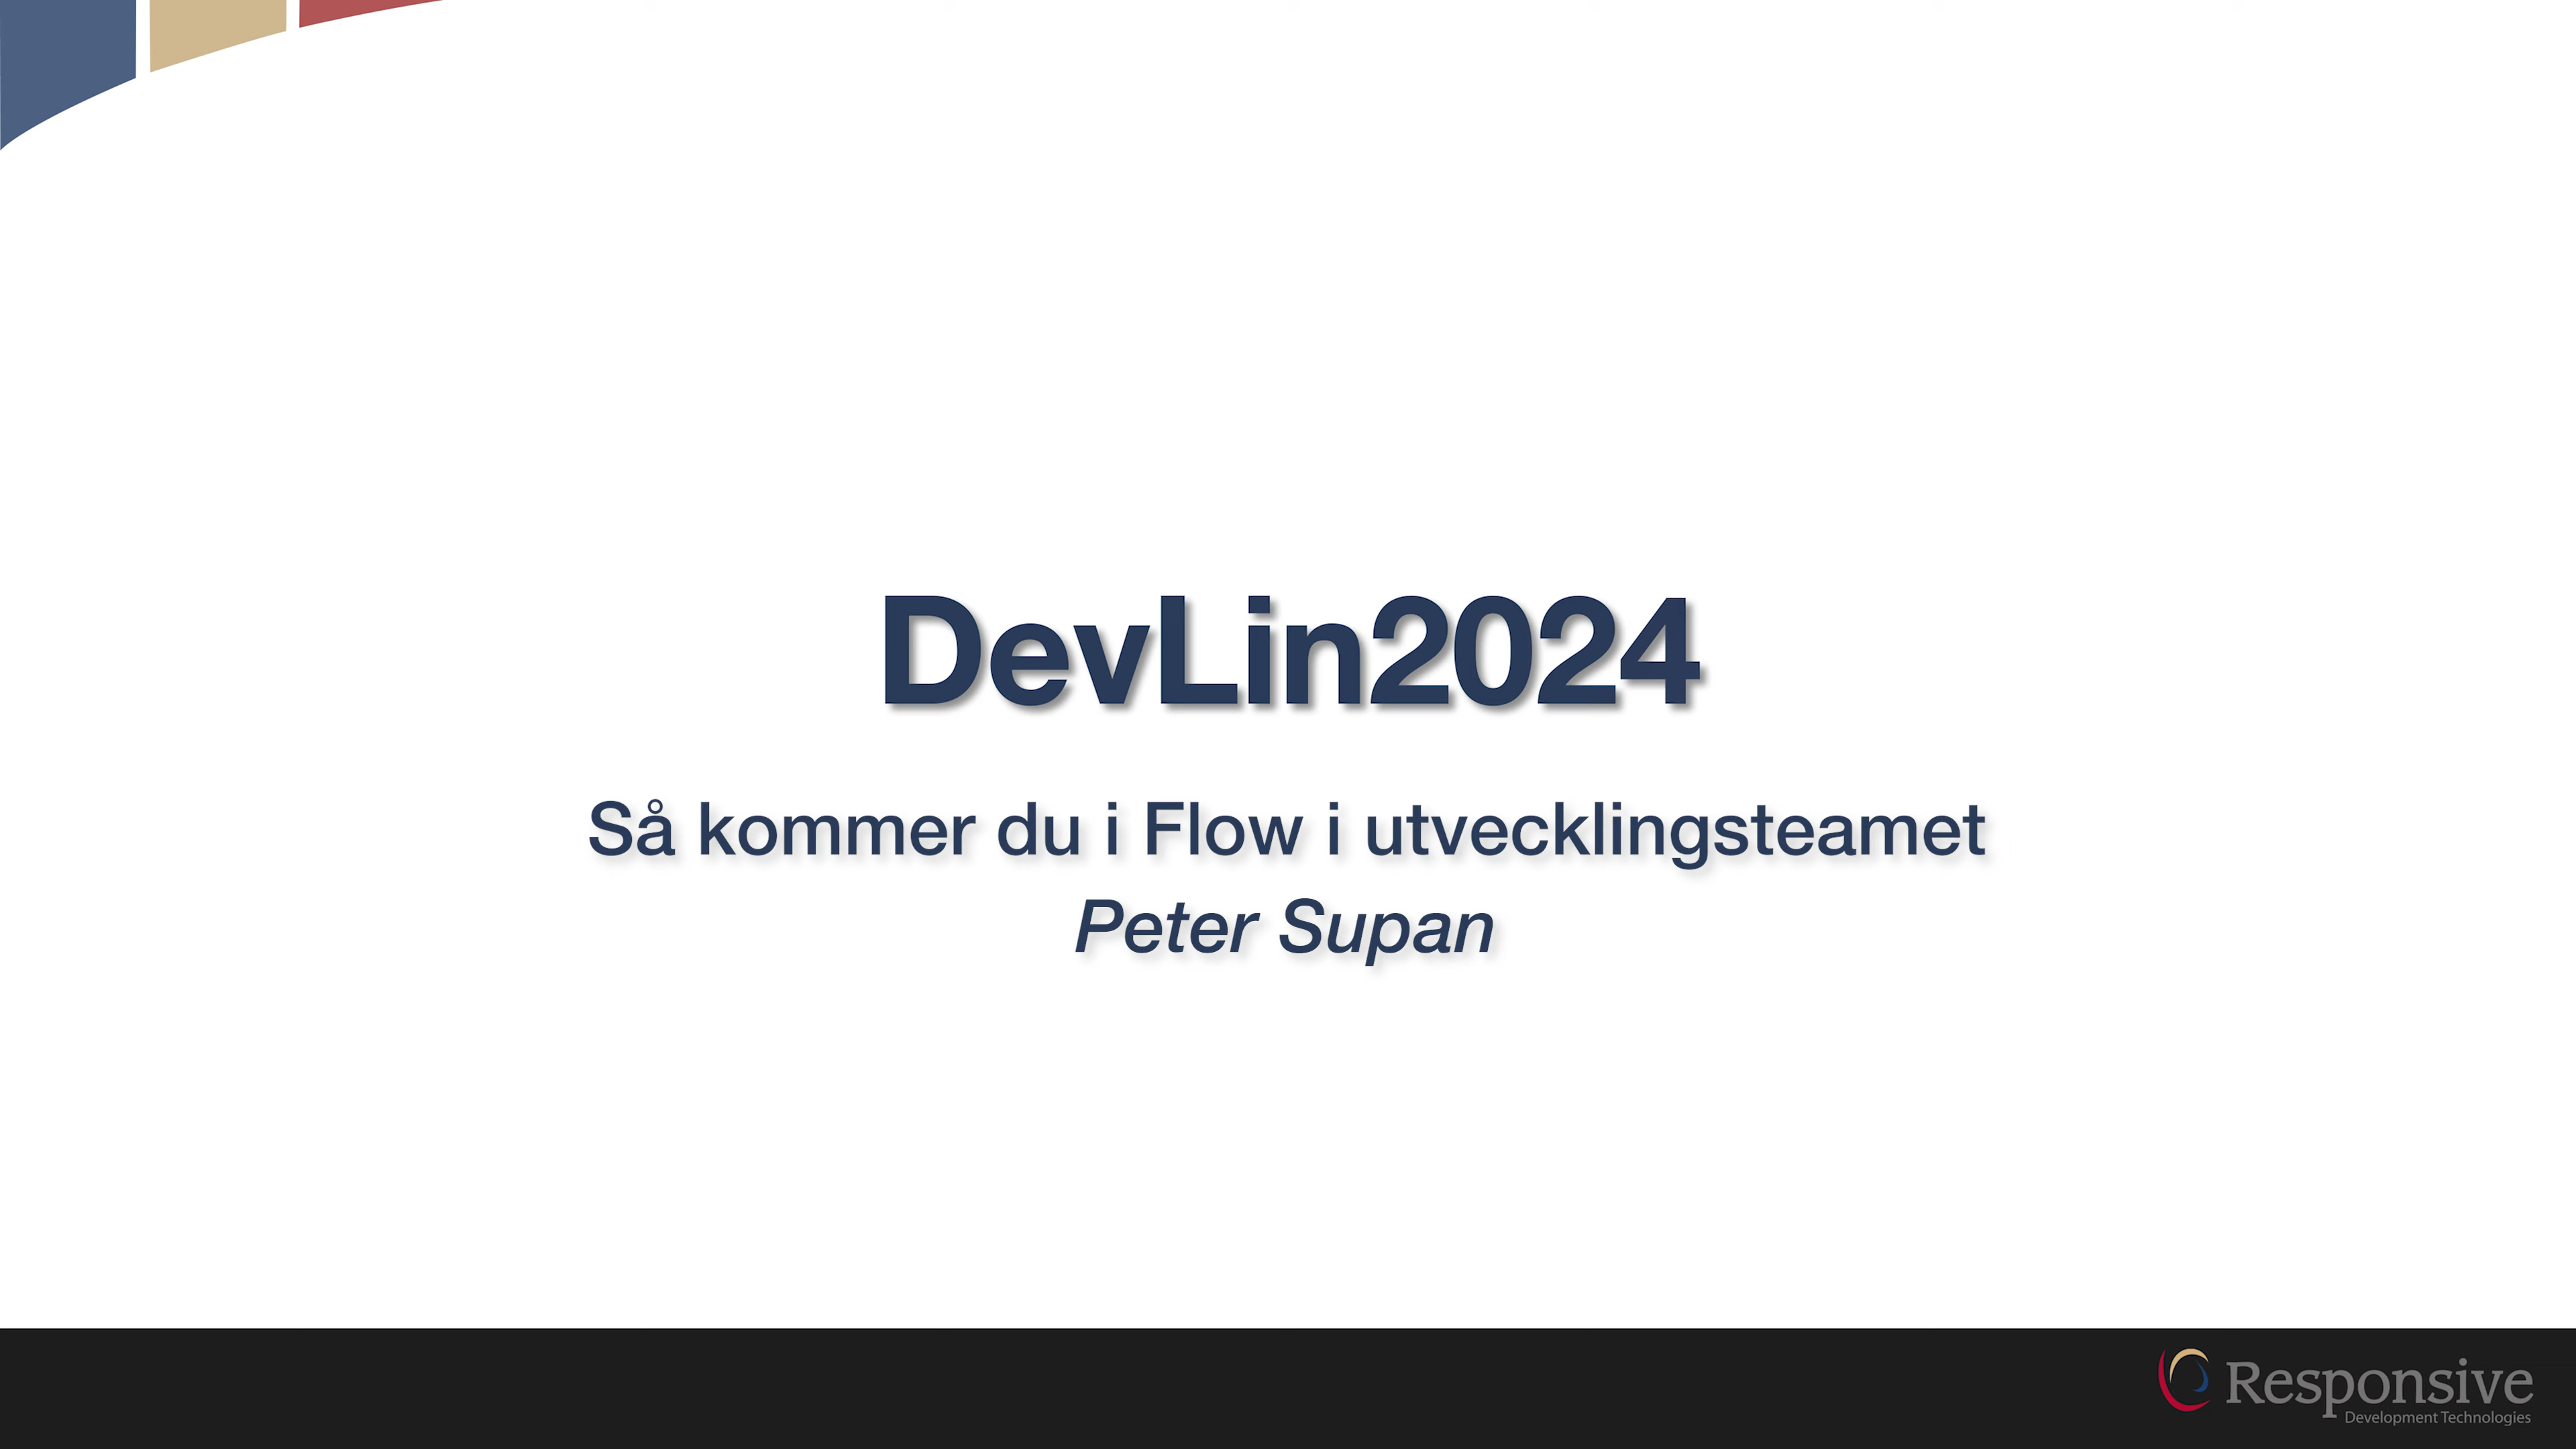 DevLin2024
Så kommer du i Flow i utvecklingsteamet
Peter Supan
Responsive
Development Technologies